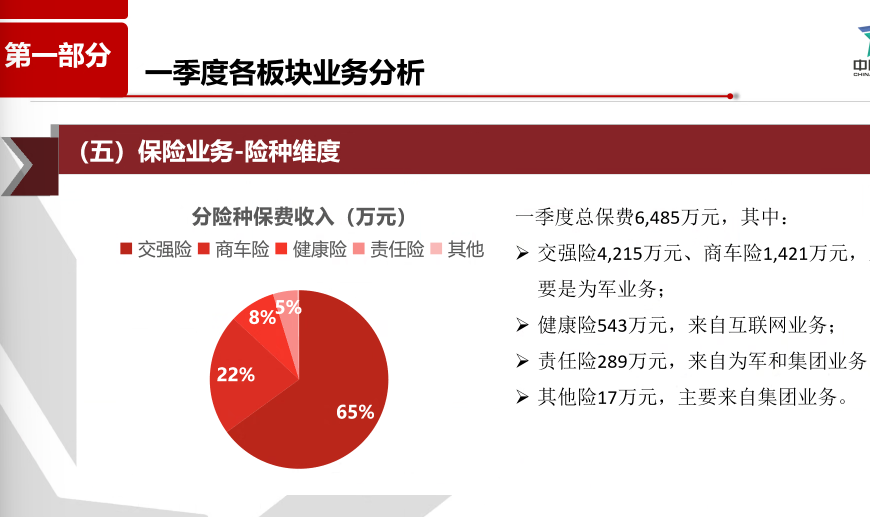 第一部分
一季度各板块业务分析
中
CHINA
（五）保险业务-险种维度
分险种保费收入（万元）
交强险 商车险 健康险 责任险 其他
5%
8%
22%
65%
一季度总保费6,485万元，其中：
➢ 交强险4,215万元、商车险1,421万元，
要是为军业务；
➢ 健康险543万元，来自互联网业务；
➢ 责任险289万元，来自为军和集团业务
➢ 其他险17万元，主要来自集团业务。